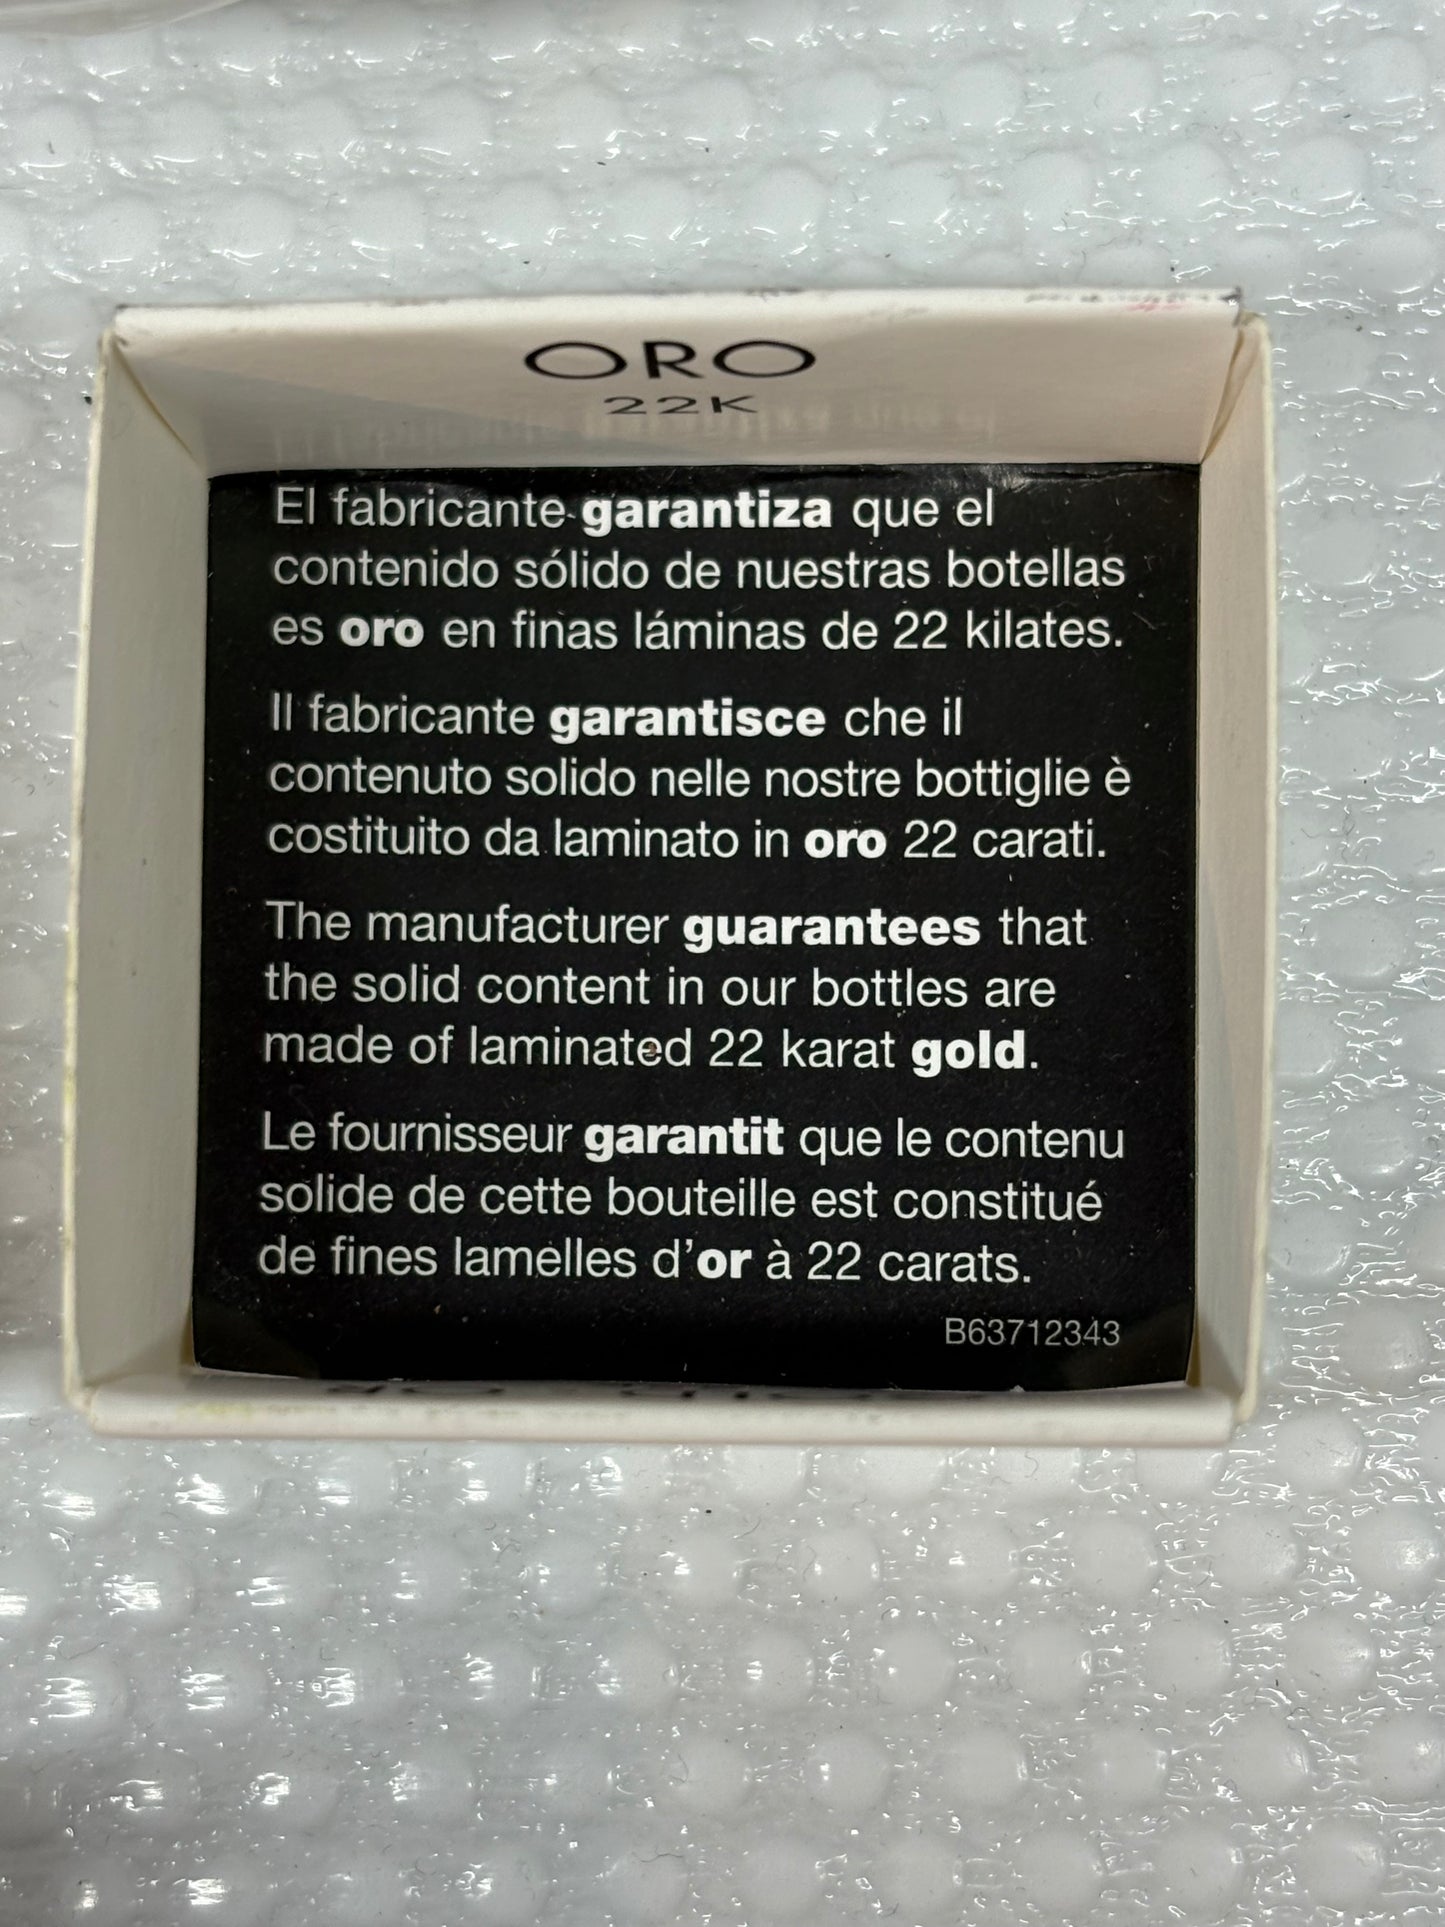 ORO
22K
El fabricante garantiza que el
contenido sólido de nuestras botellas
es oro en finas láminas de 22 kilates.
Il fabricante garantisce che il
contenuto solido nelle nostre bottiglie è
costituito da laminato in oro 22 carati.
The manufacturer guarantees that
the solid content in our bottles are
made of laminated 22 karat gold.
Le fournisseur garantit que le contenu
solide de cette bouteille est constitué
de fines lamelles d'or à 22 carats.
B63712343